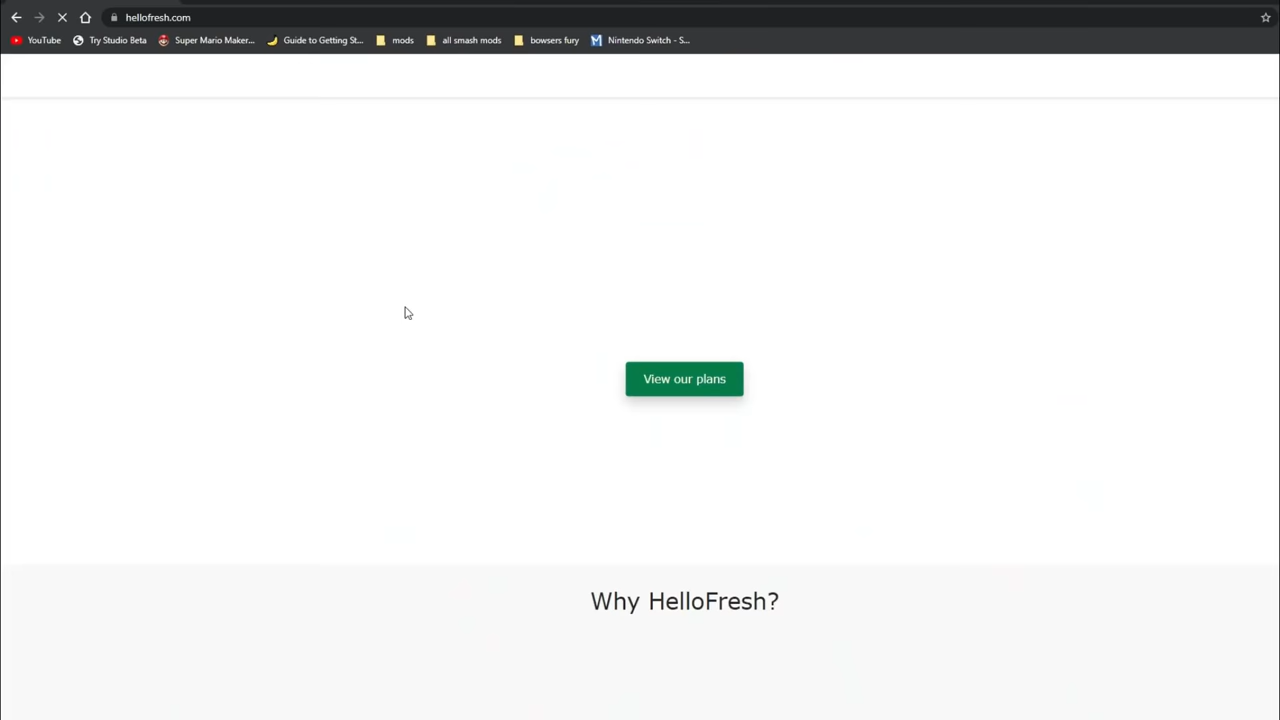 hellofresh.com
YouTube Try Studio Beta Super Mario Maker... Guide to Getting St... mods all smash mods bowsers fury Nintendo Switch - S...
View our plans
Why HelloFresh?